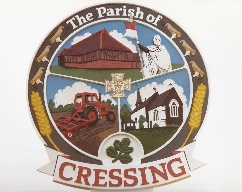 The Parish of
CRESSING